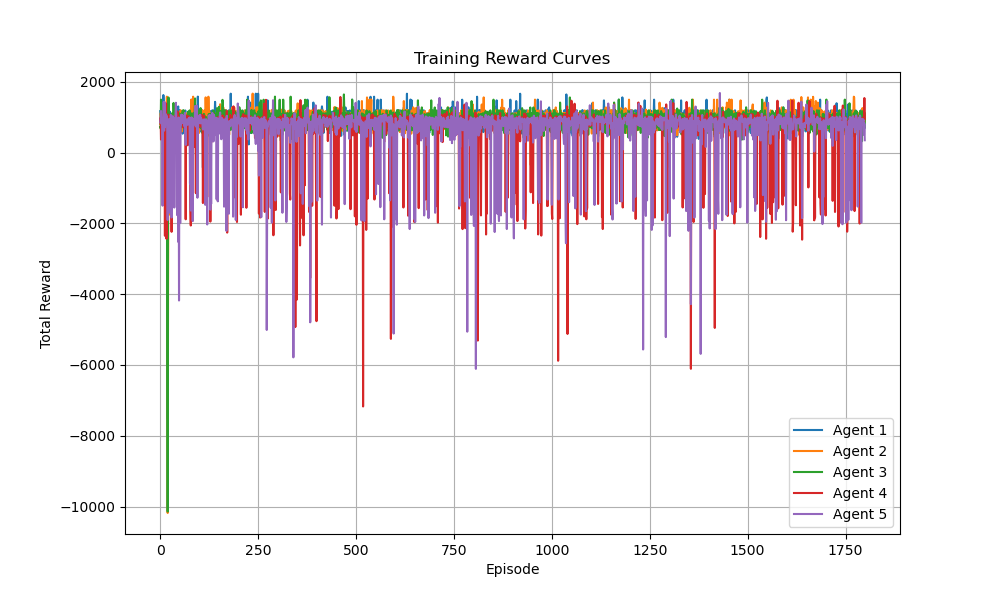 Training Reward Curves
2000
0
−2000
−4000
−6000
−8000
−10000
Total Reward
0
250
500
750
1000
1250
1500
1750
Episode
Agent 1
Agent 2
Agent 3
Agent 4
Agent 5